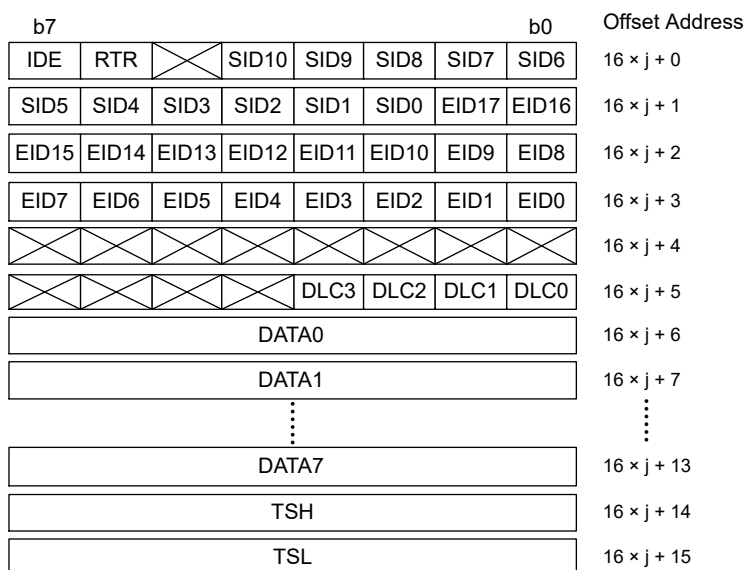 b7 b0 Offset Address
IDE RTR SID10 SID9 SID8 SID7 SID6 16 × j + 0
SID5 SID4 SID3 SID2 SID1 SID0 EID17 EID16 16 × j + 1
EID15 EID14 EID13 EID12 EID11 EID10 EID9 EID8 16 × j + 2
EID7 EID6 EID5 EID4 EID3 EID2 EID1 EID0 16 × j + 3
16 × j + 4
DLC3 DLC2 DLC1 DLC0 16 × j + 5
DATA0 16 × j + 6
DATA1 16 × j + 7
DATA7 16 × j + 13
TSH 16 × j + 14
TSL 16 × j + 15